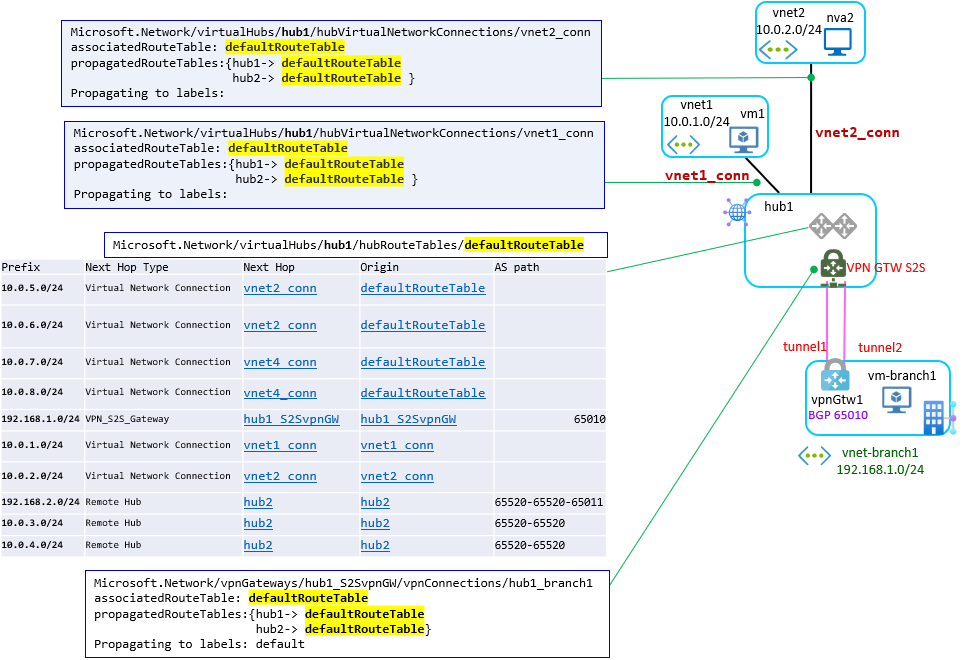 Microsoft.Network/virtualHubs/hub1/hubVirtualNetworkConnections/vnet2_conn
associatedRouteTable: defaultRouteTable
propagatedRouteTables:{hub1-> defaultRouteTable
hub2-> defaultRouteTable }
Propagating to labels:
vnet2
10.0.2.0/24
nva2
Microsoft.Network/virtualHubs/hub1/hubVirtualNetworkConnections/vnet1_conn
associatedRouteTable: defaultRouteTable
propagatedRouteTables:{hub1-> defaultRouteTable
hub2-> defaultRouteTable }
Propagating to labels:
vnet1
10.0.1.0/24
vm1
vnet2_conn
vnet1_conn
hub1
Microsoft.Network/virtualHubs/hub1/hubRouteTables/defaultRouteTable
VPN GTW S2S
Prefix Next Hop Type Next Hop Origin AS path
10.0.5.0/24 Virtual Network Connection vnet2_conn defaultRouteTable
10.0.6.0/24 Virtual Network Connection vnet2_conn defaultRouteTable
10.0.7.0/24 Virtual Network Connection vnet4_conn defaultRouteTable
10.0.8.0/24 Virtual Network Connection vnet4_conn defaultRouteTable
192.168.1.0/24 VPN_S2S_Gateway hub1_S2SvpnGW hub1_S2SvpnGW 65010
10.0.1.0/24 Virtual Network Connection vnet1_conn vnet1_conn
10.0.2.0/24 Virtual Network Connection vnet2_conn vnet2_conn
192.168.2.0/24 Remote Hub hub2 hub2 65520-65520-65011
10.0.3.0/24 Remote Hub hub2 hub2 65520-65520
10.0.4.0/24 Remote Hub hub2 hub2 65520-65520
tunnel1
tunnel2
vm-branch1
vpnGtw1
BGP 65010
vnet-branch1
192.168.1.0/24
Microsoft.Network/vpnGateways/hub1_S2SvpnGW/vpnConnections/hub1_branch1
associatedRouteTable: defaultRouteTable
propagatedRouteTables:{hub1-> defaultRouteTable
hub2-> defaultRouteTable}
Propagating to labels: default